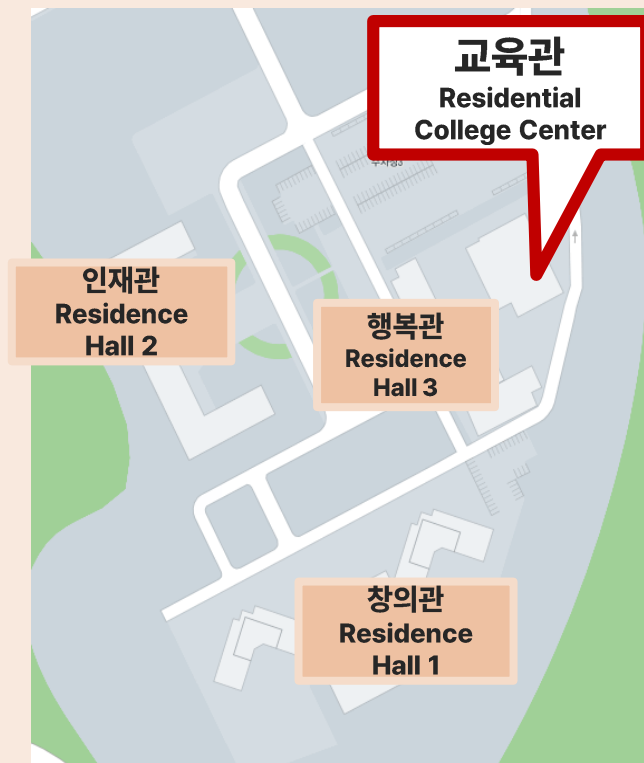 교육관
Residential
College Center
인재관
Residence
Hall 2
행복관
Residence
Hall 3
창의관
Residence
Hall 1